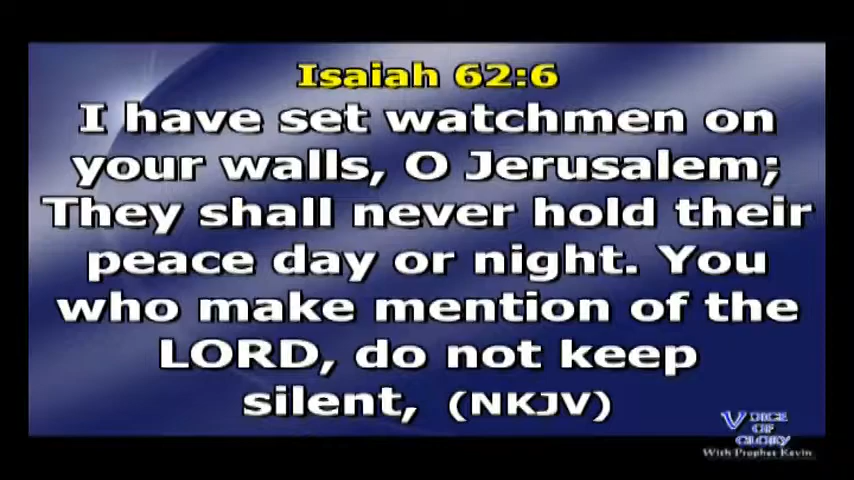 Isaiah 62:6
I have set watchmen on
your walls, O Jerusalem;
They shall never hold their
peace day or night. You
who make mention of the
LORD, do not keep
silent, (NKJV)
VOICE
OF
GLORY
With Prophet Kevin